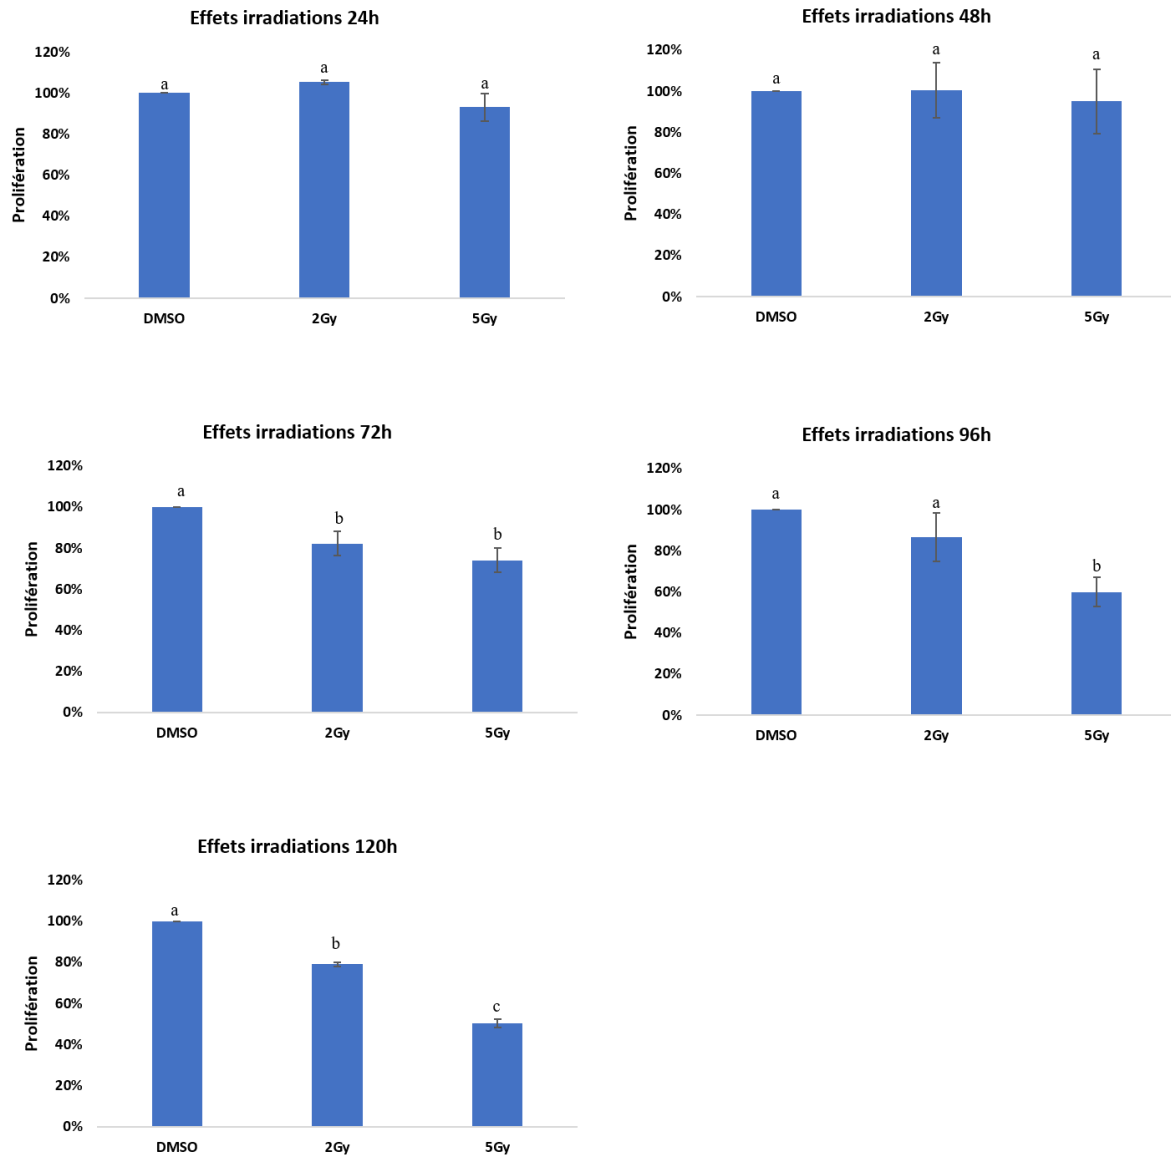 Effets irradiations 24h
120%
100%
80%
60%
40%
20%
0%
Prolifération
a
a
a
DMSO
2Gy
5Gy
Effets irradiations 48h
120%
100%
80%
60%
40%
20%
0%
Prolifération
a
a
a
DMSO
2Gy
5Gy
Effets irradiations 72h
120%
100%
80%
60%
40%
20%
0%
Prolifération
a
b
b
DMSO
2Gy
5Gy
Effets irradiations 96h
120%
100%
80%
60%
40%
20%
0%
Prolifération
a
a
b
DMSO
2Gy
5Gy
Effets irradiations 120h
120%
100%
80%
60%
40%
20%
0%
Prolifération
a
b
c
DMSO
2Gy
5Gy